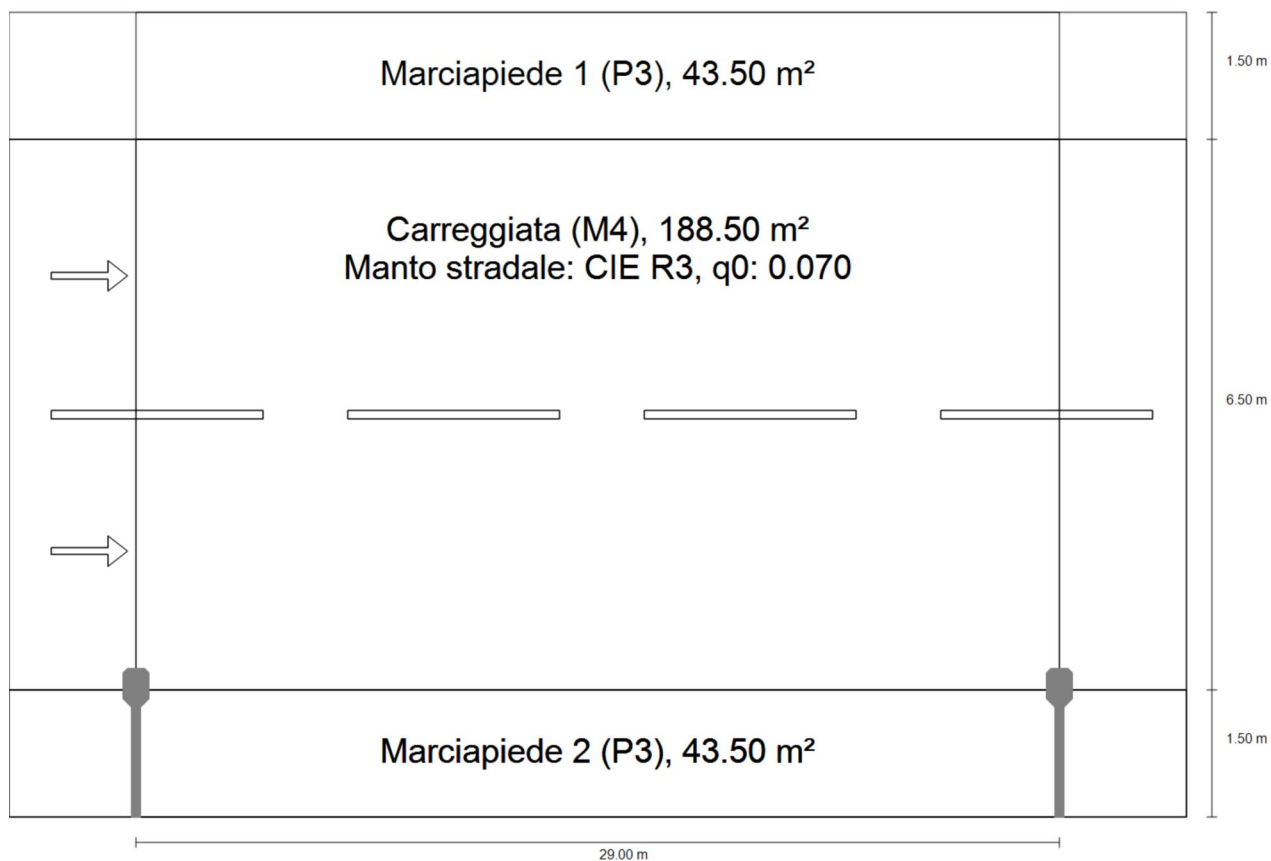 Marciapiede 1 (P3), 43.50 m²
1.50 m
Carreggiata (M4), 188.50 m²
Manto stradale: CIE R3, q0: 0.070
6.50 m
Marciapiede 2 (P3), 43.50 m²
1.50 m
29.00 m